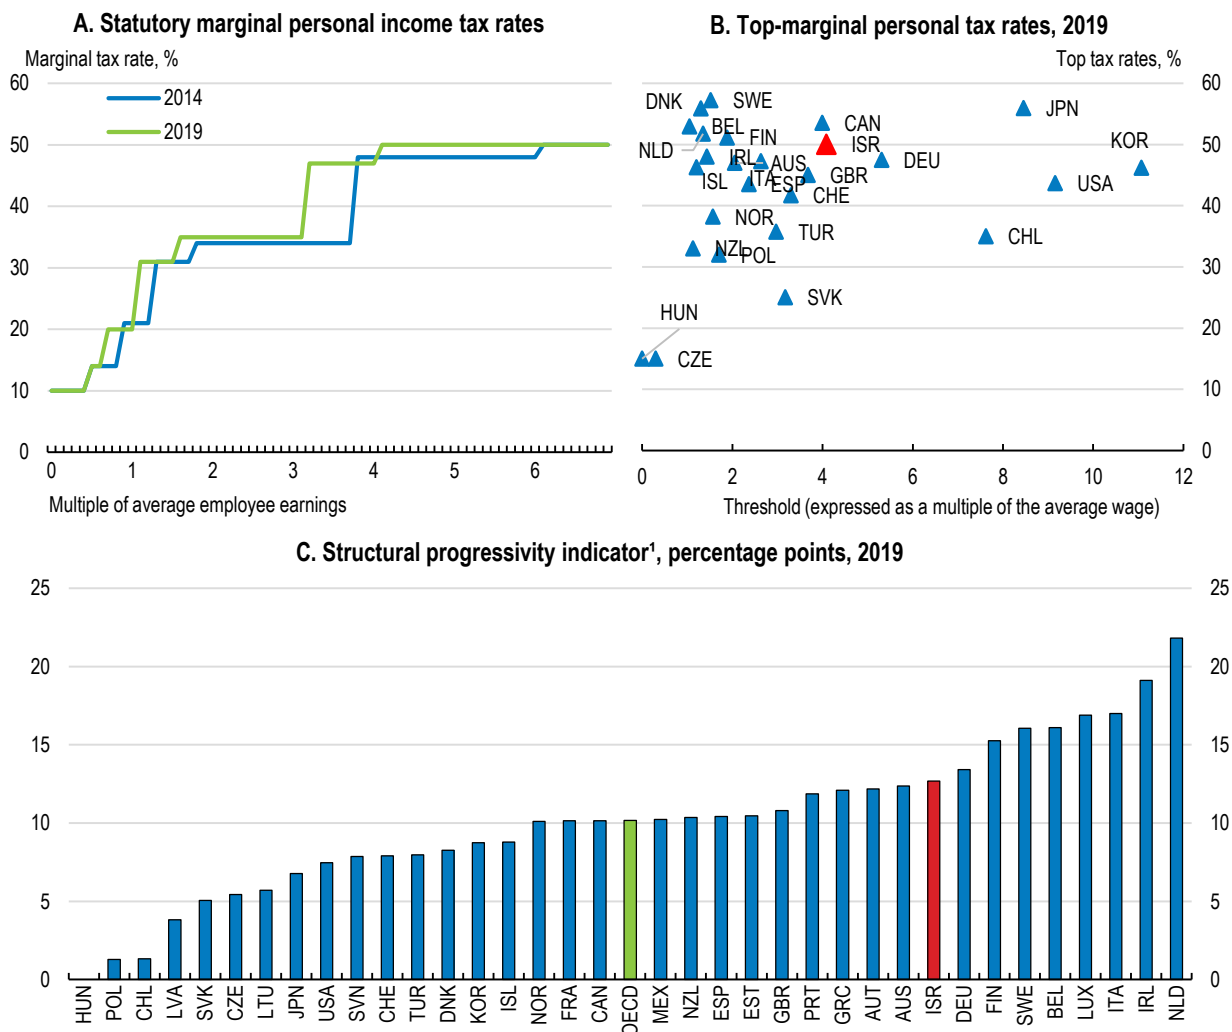 A. Statutory marginal personal income tax rates
Marginal tax rate, %
60
50
40
30
20
10
0
2014
2019
0 1 2 3 4 5 6
Multiple of average employee earnings
B. Top-marginal personal tax rates, 2019
Top tax rates, %
60
50
40
30
20
10
0
DNK SWE
JPN
BEL CAN
FIN ISR KOR
NLD IRL AUS DEU
ISL ITA ESP GBR USA
CHE
NOR TUR CHL
NZL POL
SVK
HUN
CZE
0 2 4 6 8 10 12
Threshold (expressed as a multiple of the average wage)
C. Structural progressivity indicator¹, percentage points, 2019
25 25
20 20
15 15
10 10
5 5
0 0
HUN POL CHL LVA SVK CZE LTU JPN USA SVN CHE TUR DNK KOR ISL NOR FRA CAN OECD MEX NZL ESP EST GBR PRT GRC AUT AUS ISR DEU FIN SWE BEL LUX ITA IRL NLD